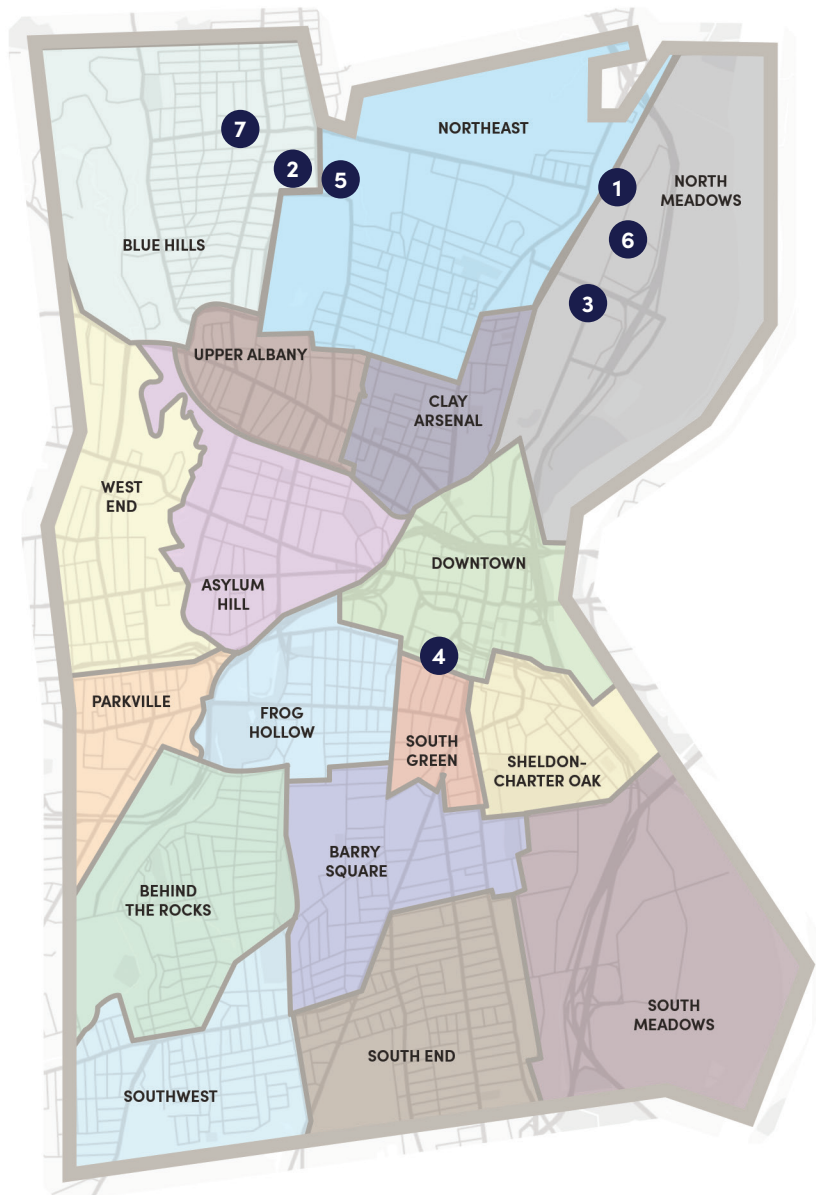 NORTHEAST
7
2
5
1
NORTH
MEADOWS
6
BLUE HILLS
3
UPPER ALBANY
CLAY
ARSENAL
WEST
END
DOWNTOWN
ASYLUM
HILL
4
PARKVILLE
FROG
HOLLOW
SOUTH
GREEN
SHELDON-
CHARTER OAK
BARRY
SQUARE
BEHIND
THE ROCKS
SOUTH
MEADOWS
SOUTH END
SOUTHWEST